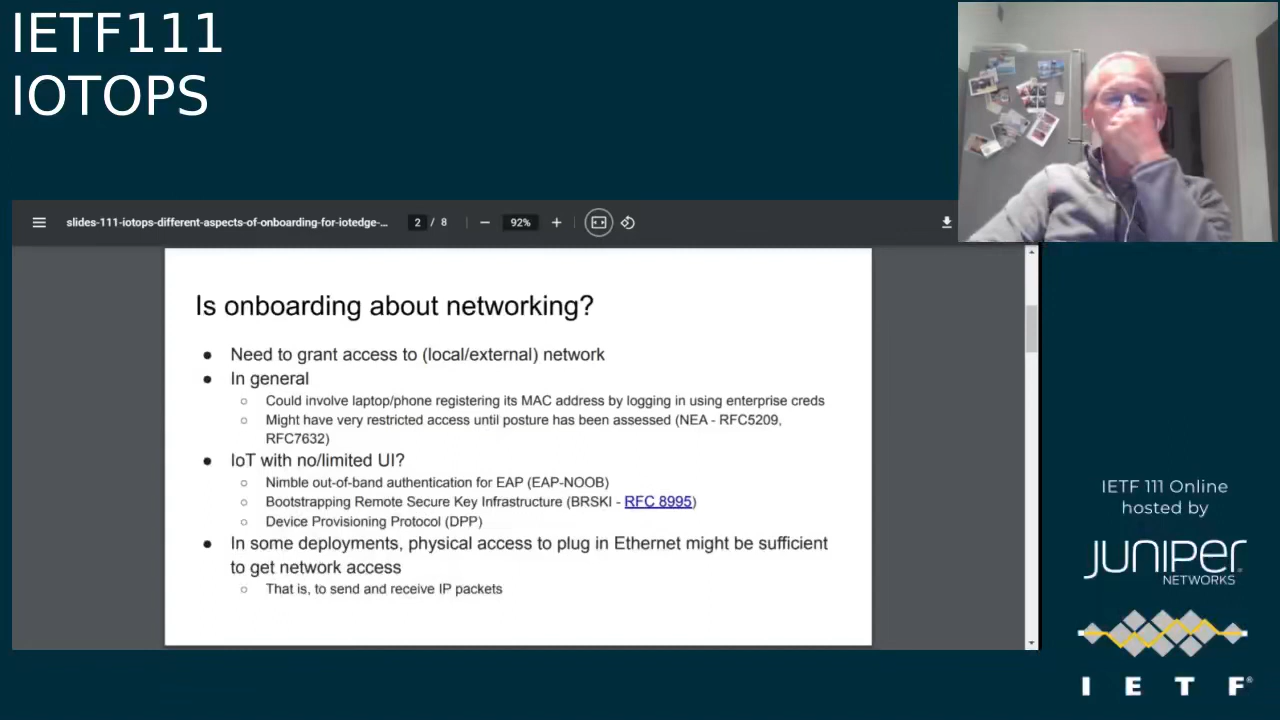 IETF111
IOTOPS
slides-111-iotops-different-aspects-of-onboarding-for-iotedge-...
2 / 8
92%
Is onboarding about networking?
● Need to grant access to (local/external) network
● In general
○ Could involve laptop/phone registering its MAC address by logging in using enterprise creds
○ Might have very restricted access until posture has been assessed (NEA - RFC5209,
RFC7632)
● IoT with no/limited UI?
○ Nimble out-of-band authentication for EAP (EAP-NOOB)
○ Bootstrapping Remote Secure Key Infrastructure (BRSKI - RFC 8995)
○ Device Provisioning Protocol (DPP)
● In some deployments, physical access to plug in Ethernet might be sufficient
to get network access
○ That is, to send and receive IP packets
IETF 111 Online
hosted by
JUNIPER
NETWORKS
I E T F®